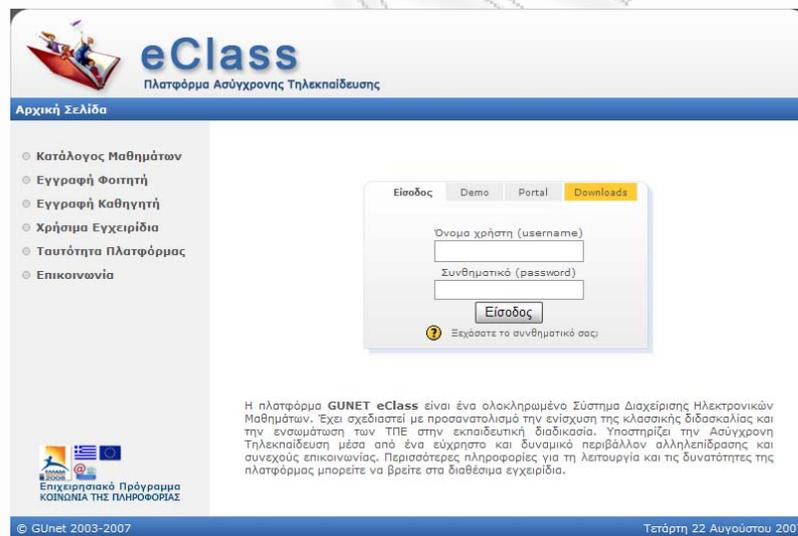 eClass
Πλατφόρμα Ασύγχρονης Τηλεκπαίδευσης
Αρχική Σελίδα
Κατάλογος Μαθημάτων
Εγγραφή Φοιτητή
Εγγραφή Καθηγητή
Χρήσιμα Εγχειρίδια
Ταυτότητα Πλατφόρμας
Επικοινωνία
Είσοδος Demo Portal Downloads
Όνομα χρήστη (username)
Συνθηματικό (password)
Είσοδος
Ξεχάσατε το συνθηματικό σας;
Η πλατφόρμα GUNET eClass είναι ένα ολοκληρωμένο Σύστημα Διαχείρισης Ηλεκτρονικών
Μαθημάτων. Έχει σχεδιαστεί με προσανατολισμό την ενίσχυση της κλασσικής διδασκαλίας και
την ενσωμάτωση των ΤΠΕ στην εκπαιδευτική διαδικασία. Υποστηρίζει την Ασύγχρονη
Τηλεκπαίδευση μέσα από ένα εύχρηστο και δυναμικό περιβάλλον αλληλεπίδρασης και
συνεχούς επικοινωνίας. Περισσότερες πληροφορίες για τη λειτουργία και τις δυνατότητες της
πλατφόρμας μπορείτε να βρείτε στα διαθέσιμα εγχειρίδια.
Επιχειρησιακό Πρόγραμμα
ΚΟΙΝΩΝΙΑ ΤΗΣ ΠΛΗΡΟΦΟΡΙΑΣ
© GUnet 2003-2007
Τετάρτη 22 Αυγούστου 200